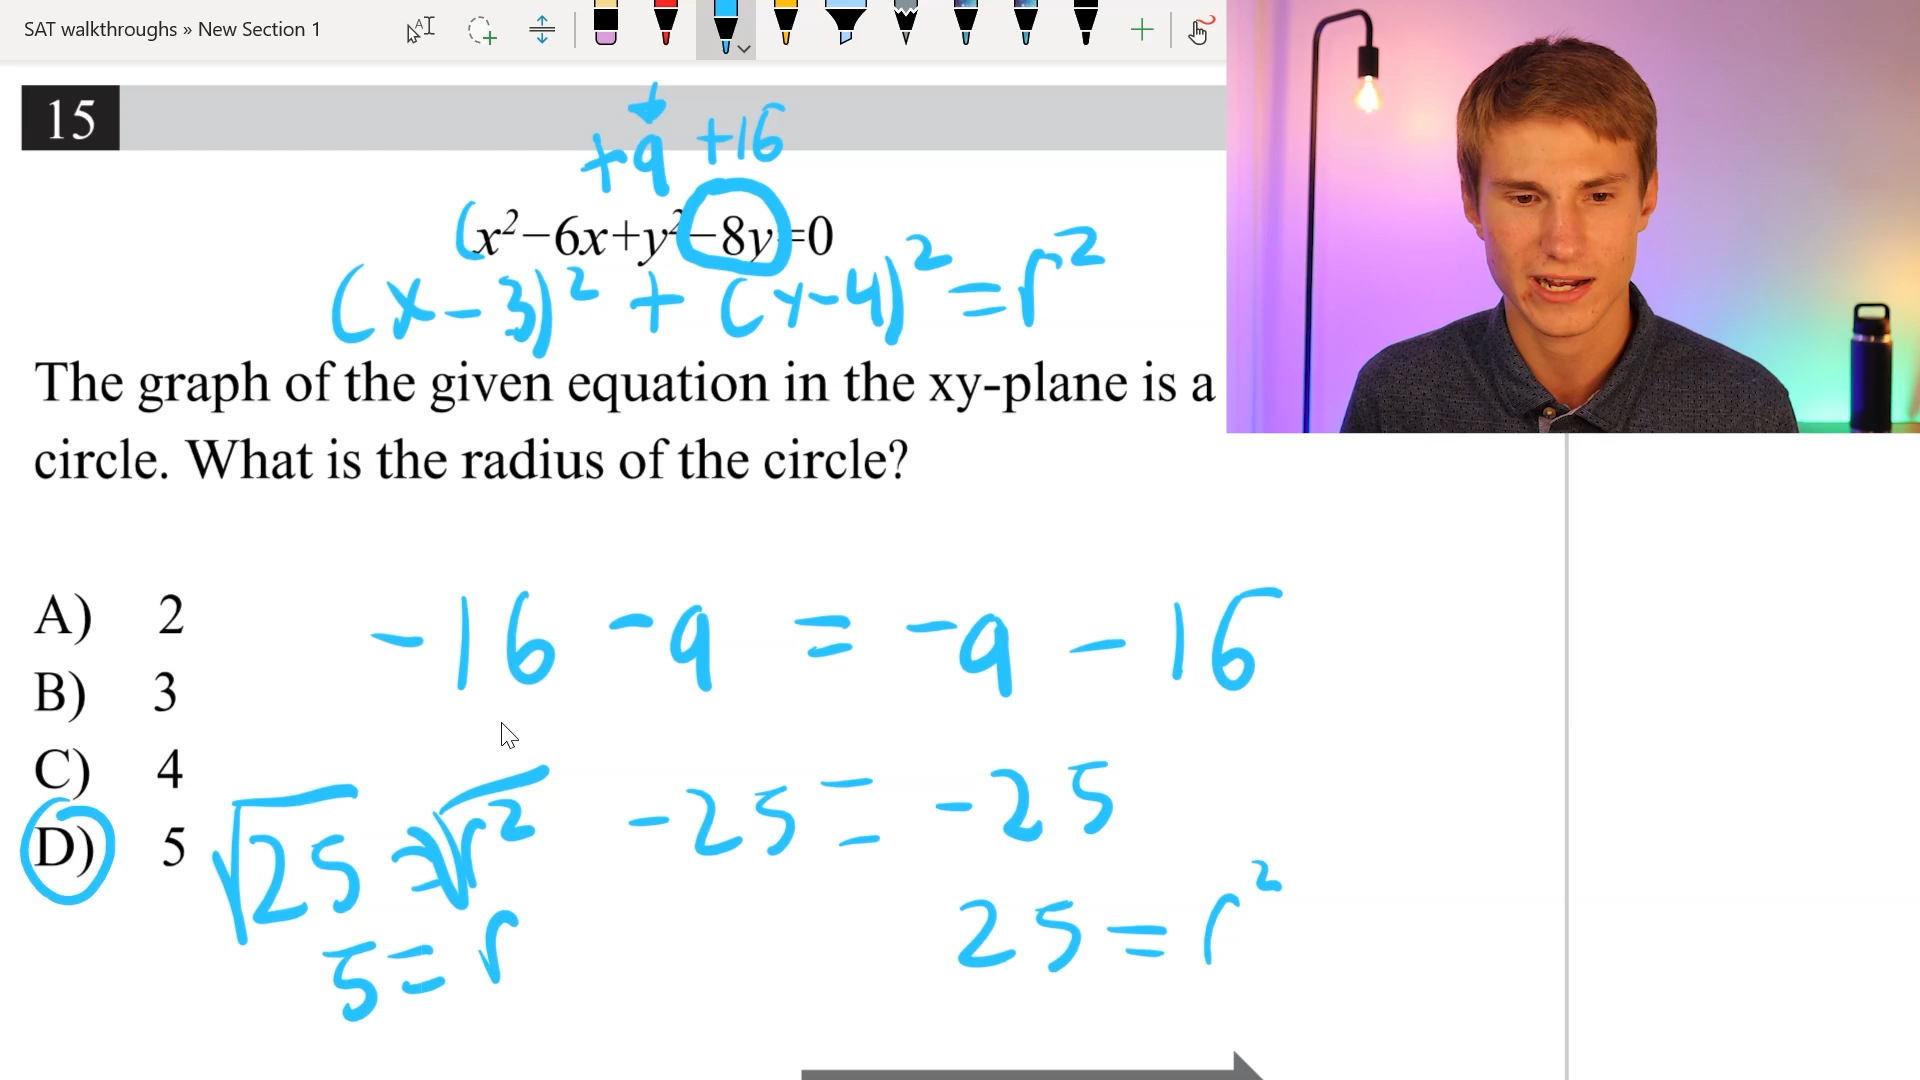 SAT walkthroughs » New Section 1
15
+9 +16
(x²−6x+y²−8y=0
(x-3)² + (y-4)² = r²
The graph of the given equation in the xy-plane is a
circle. What is the radius of the circle?
A) 2
-16 -9 = -9 - 16
B) 3
C) 4
-25 = -25
D) 5
√25 = √r²
25 = r²
5 = r